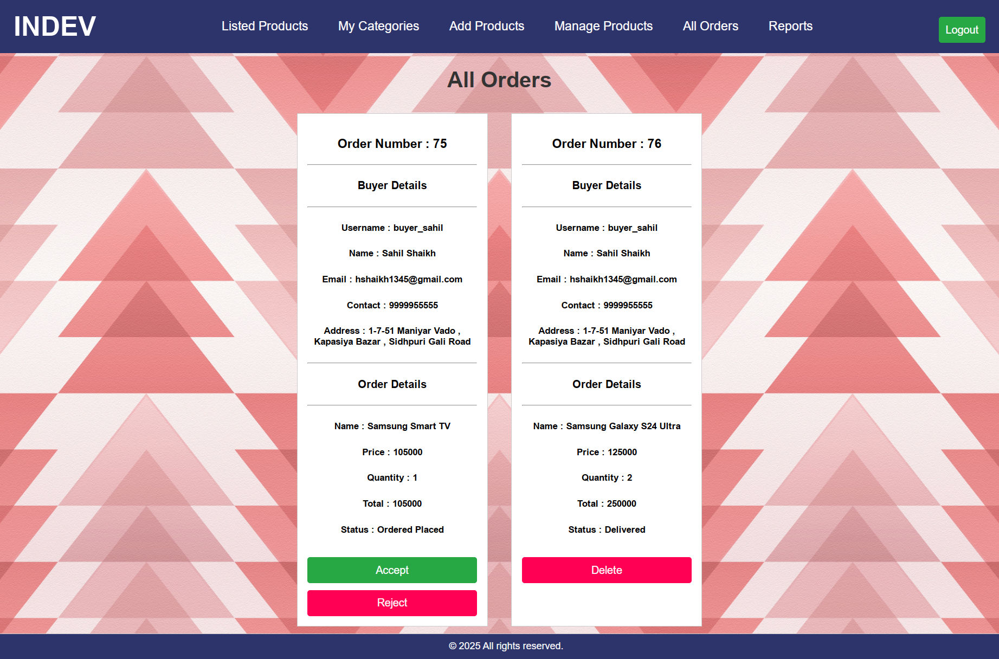 INDEV
Listed Products
My Categories
Add Products
Manage Products
All Orders
Reports
Logout
All Orders
Order Number : 75
Buyer Details
Username : buyer_sahil
Name : Sahil Shaikh
Email : hshaikh1345@gmail.com
Contact : 9999955555
Address : 1-7-51 Maniyar Vado ,
Kapasiya Bazar , Sidhpuri Gali Road
Order Details
Name : Samsung Smart TV
Price : 105000
Quantity : 1
Total : 105000
Status : Ordered Placed
Accept
Reject
Order Number : 76
Buyer Details
Username : buyer_sahil
Name : Sahil Shaikh
Email : hshaikh1345@gmail.com
Contact : 9999955555
Address : 1-7-51 Maniyar Vado ,
Kapasiya Bazar , Sidhpuri Gali Road
Order Details
Name : Samsung Galaxy S24 Ultra
Price : 125000
Quantity : 2
Total : 250000
Status : Delivered
Delete
© 2025 All rights reserved.